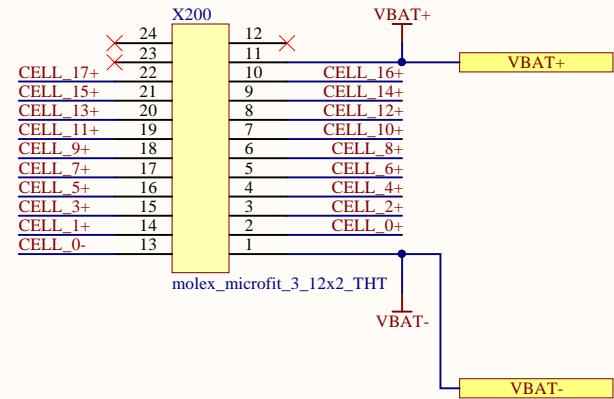 X200
VBAT+
24 12
23 11 VBAT+
CELL_17+ 22 10 CELL_16+
CELL_15+ 21 9 CELL_14+
CELL_13+ 20 8 CELL_12+
CELL_11+ 19 7 CELL_10+
CELL_9+ 18 6 CELL_8+
CELL_7+ 17 5 CELL_6+
CELL_5+ 16 4 CELL_4+
CELL_3+ 15 3 CELL_2+
CELL_1+ 14 2 CELL_0+
CELL_0- 13 1
molex_microfit_3_12x2_THT
VBAT-
VBAT-